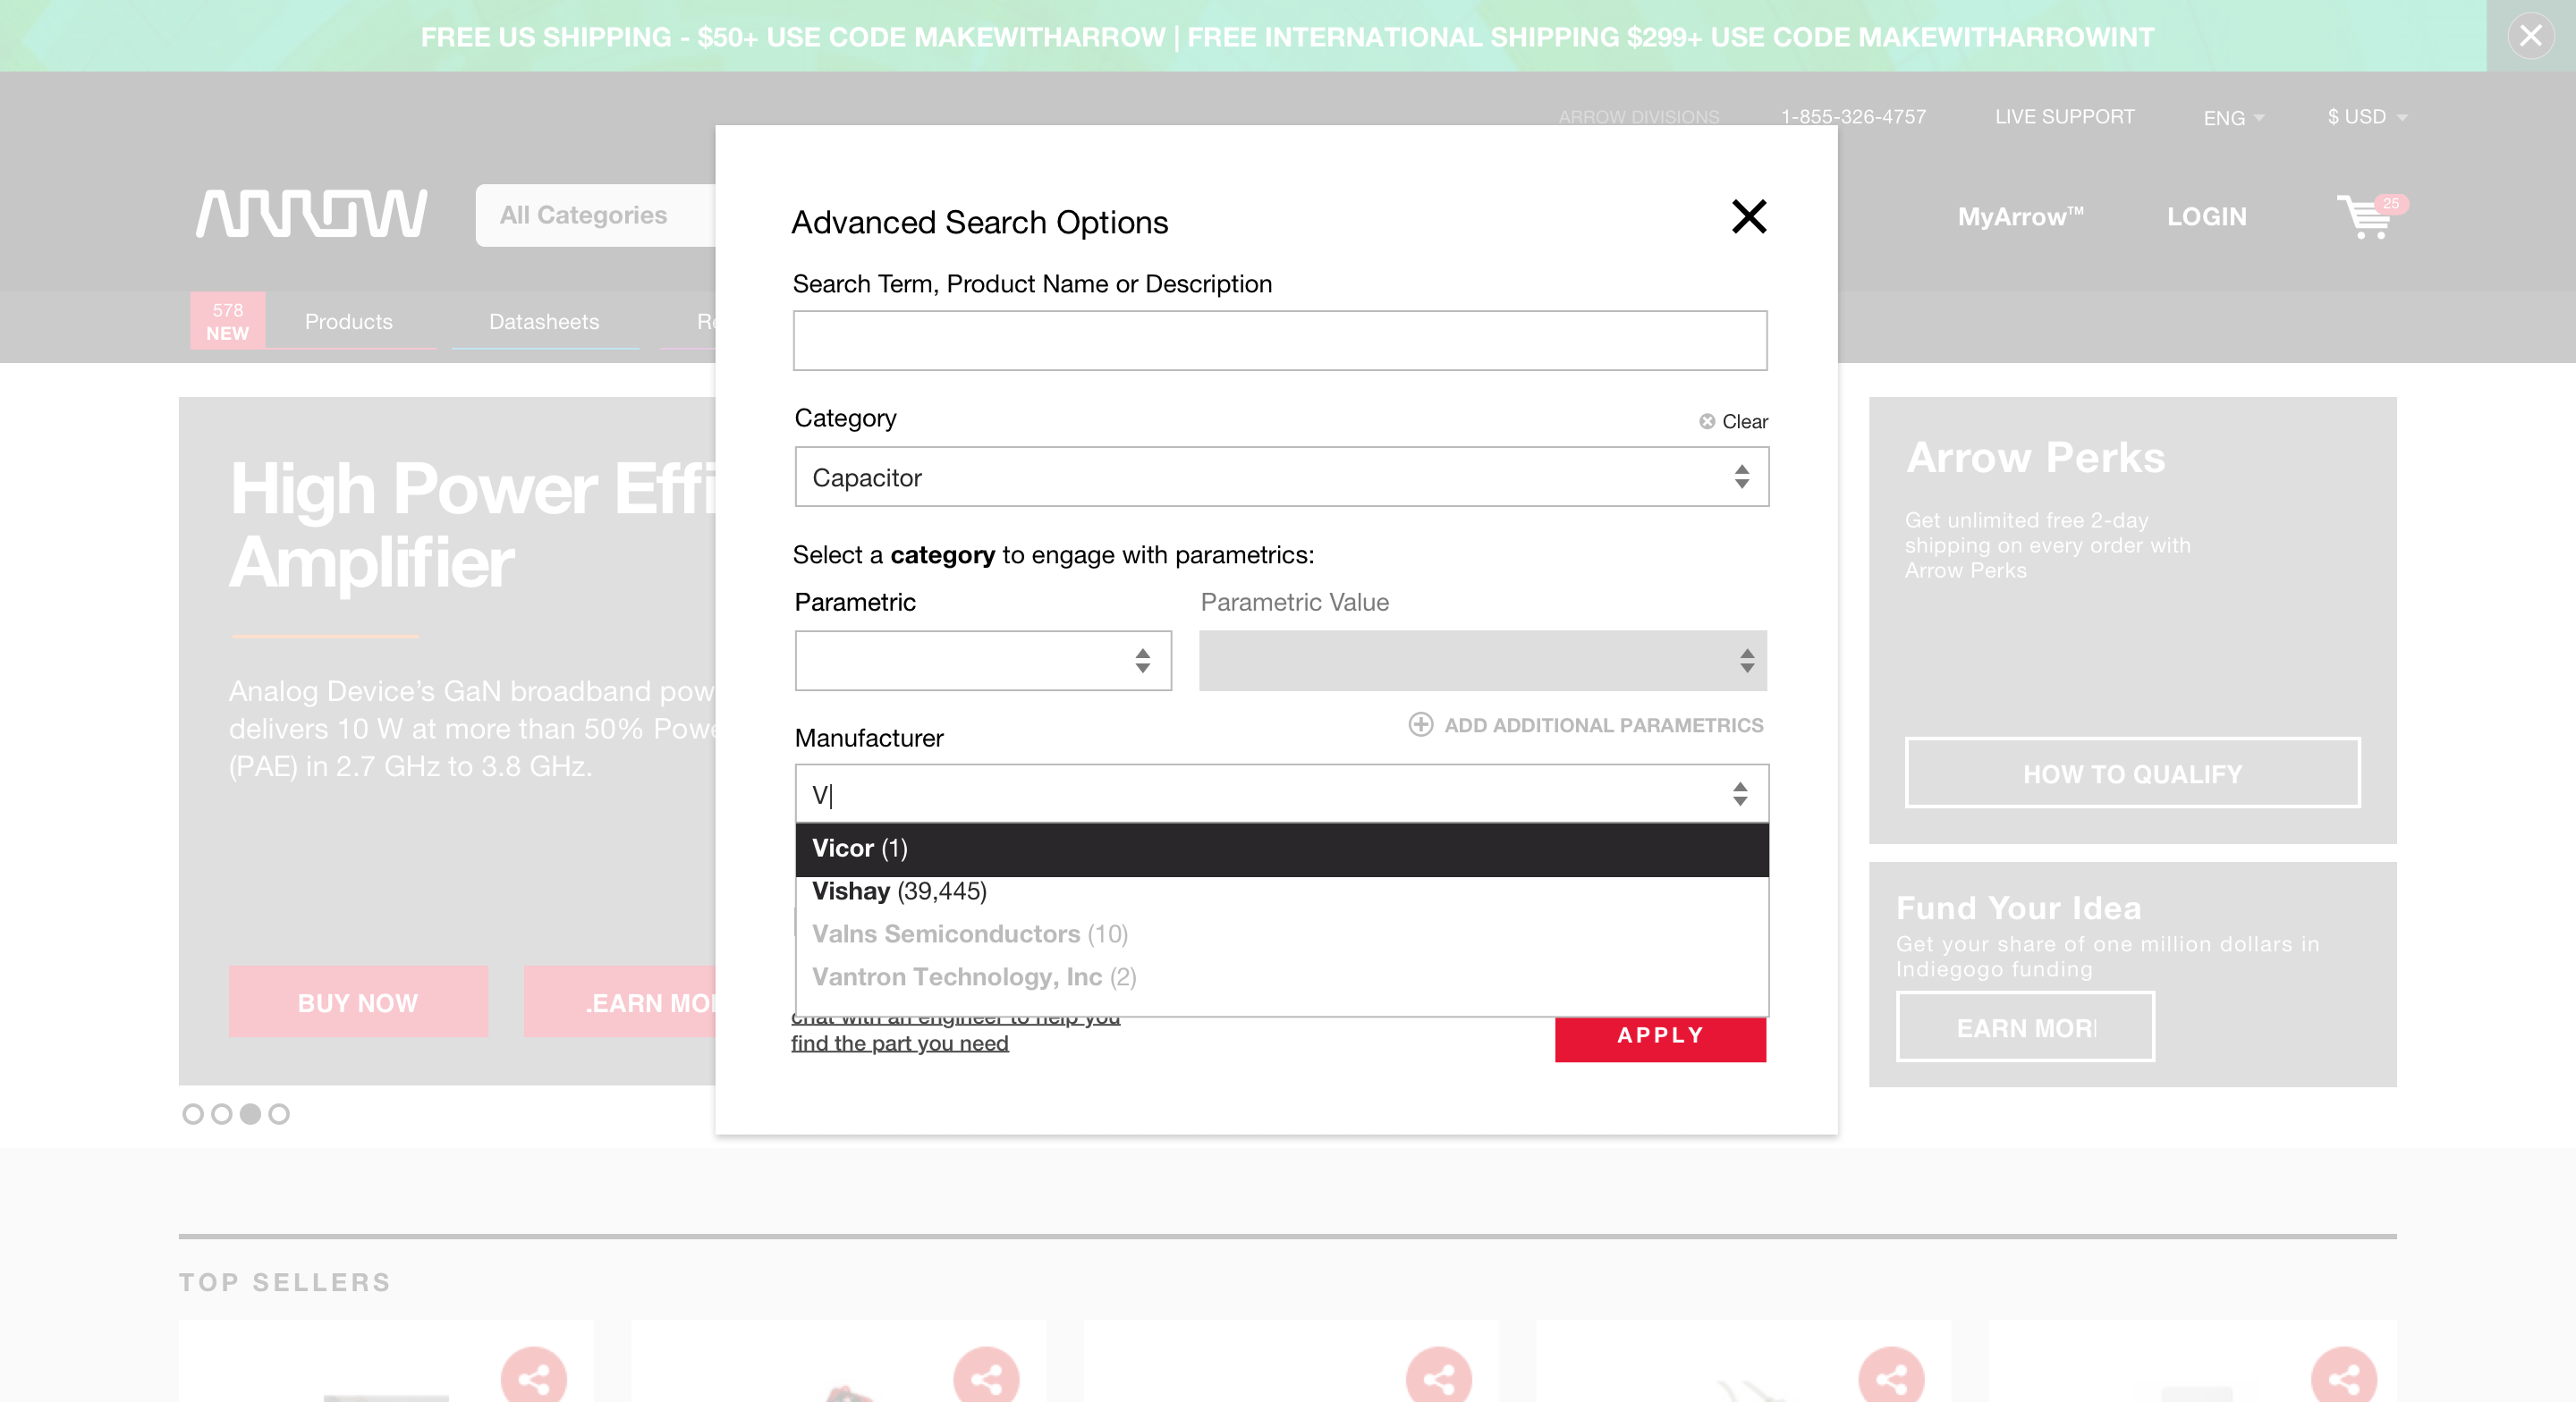 FREE US SHIPPING - $50+ USE CODE MAKEWITHARROW | FREE INTERNATIONAL SHIPPING $299+ USE CODE MAKEWITHARROWINT
ARROW DIVISIONS
1-855-326-4757
LIVE SUPPORT
ENG
$ USD
ARROW
All Categories
MyArrow™
LOGIN
25
578
NEW
Products
Datasheets
Re
Advanced Search Options
Search Term, Product Name or Description
Category
Clear
Capacitor
Select a category to engage with parametrics:
Parametric
Parametric Value
ADD ADDITIONAL PARAMETRICS
Manufacturer
V
Vicor (1)
Vishay (39,445)
Valns Semiconductors (10)
Vantron Technology, Inc (2)
chat with an engineer to help you
find the part you need
APPLY
High Power Effi
Amplifier
Analog Device’s GaN broadband pow
delivers 10 W at more than 50% Powe
(PAE) in 2.7 GHz to 3.8 GHz.
BUY NOW
.EARN MO
Arrow Perks
Get unlimited free 2-day
shipping on every order with
Arrow Perks
HOW TO QUALIFY
Fund Your Idea
Get your share of one million dollars in
Indiegogo funding
EARN MOR
TOP SELLERS